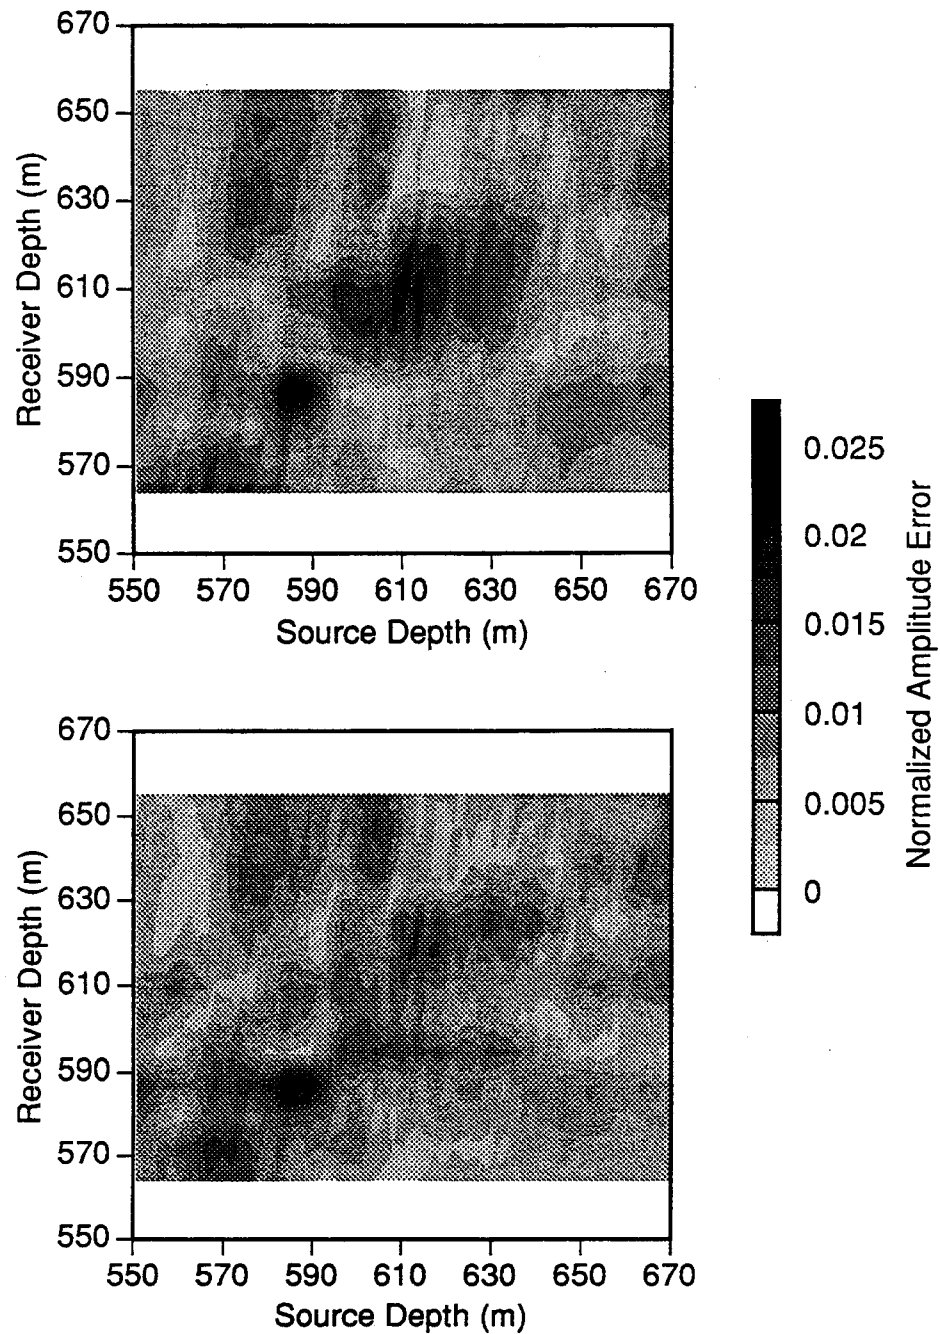 670
650
630
610
590
570
550
Receiver Depth (m)
550 570 590 610 630 650 670
Source Depth (m)
0.025
0.02
0.015
0.01
0.005
0
Normalized Amplitude Error
670
650
630
610
590
570
550
Receiver Depth (m)
550 570 590 610 630 650 670
Source Depth (m)